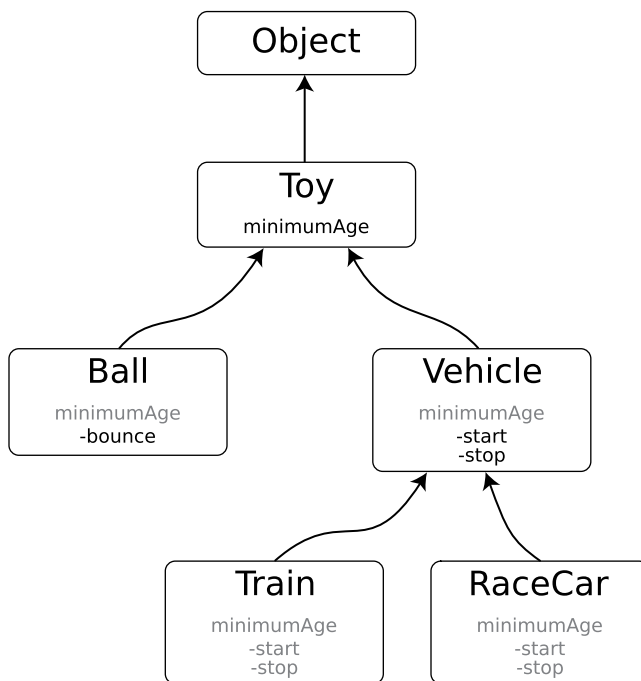 Object
Toy
minimumAge
Ball
minimumAge
-bounce
Vehicle
minimumAge
-start
-stop
Train
minimumAge
-start
-stop
RaceCar
minimumAge
-start
-stop